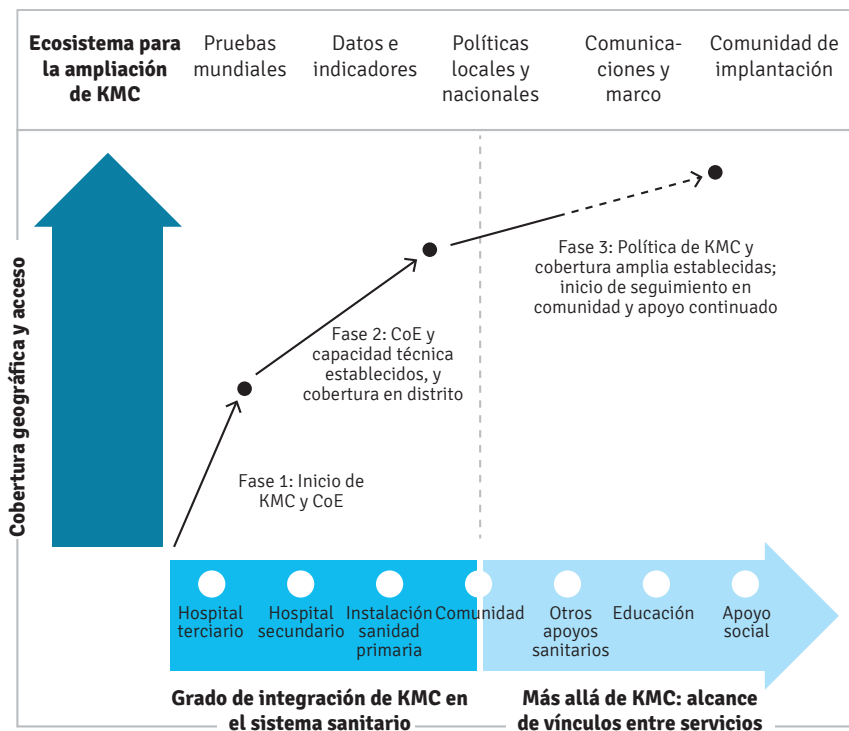 Ecosistema para
la ampliación
de KMC
Pruebas
mundiales
Datos e
indicadores
Políticas
locales y
nacionales
Comunica-
ciones y
marco
Comunidad de
implantación
Cobertura geográfica y acceso
Fase 3: Política de KMC y
cobertura amplia establecidas;
inicio de seguimiento en
comunidad y apoyo continuado
Fase 2: CoE y
capacidad técnica
establecidos, y
cobertura en distrito
Fase 1: Inicio de
KMC y CoE
Hospital
terciario
Hospital
secundario
Instalación
sanidad
primaria
Comunidad
Otros
apoyos
sanitarios
Educación
Apoyo
social
Grado de integración de KMC en
el sistema sanitario
Más allá de KMC: alcance
de vínculos entre servicios